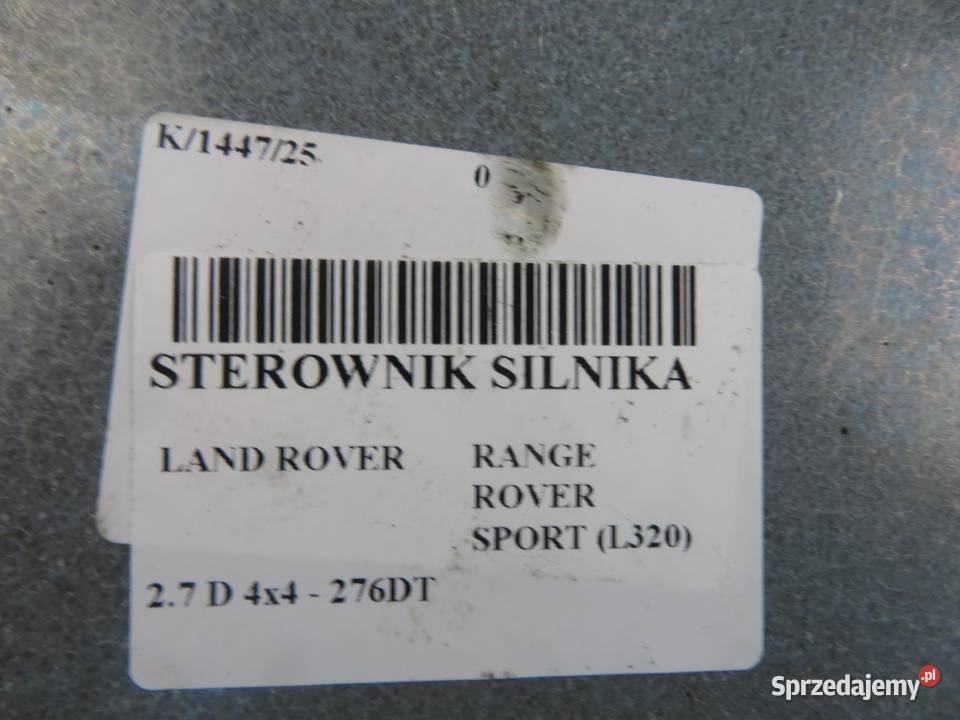 K/1447/25
0
STEROWNIK SILNIKA
LAND ROVER
RANGE
ROVER
SPORT (L320)
2.7 D 4x4 - 276DT
Sprzedajemy.pl